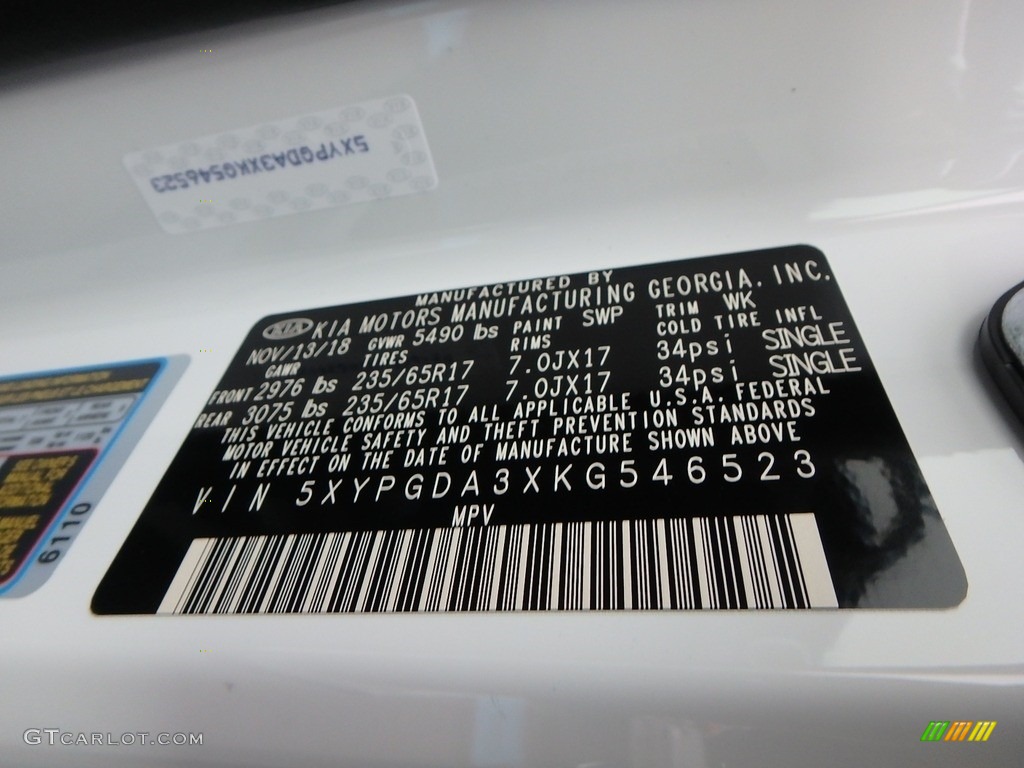 5XYPGDA3XKG546523
MANUFACTURED BY
KIA KIA MOTORS MANUFACTURING GEORGIA, INC.
NOV/13/18 GVWR 5490 lbs PAINT SWP TRIM WK
GAWR TIRES RIMS COLD TIRE INFL
FRONT 2976 lbs 235/65R17 7.0JX17 34psi SINGLE
REAR 3075 lbs 235/65R17 7.0JX17 34psi SINGLE
THIS VEHICLE CONFORMS TO ALL APPLICABLE U.S.A. FEDERAL
MOTOR VEHICLE SAFETY AND THEFT PREVENTION STANDARDS
IN EFFECT ON THE DATE OF MANUFACTURE SHOWN ABOVE
VIN 5XYPGDA3XKG546523
MPV
6110
GTCARLOT.COM